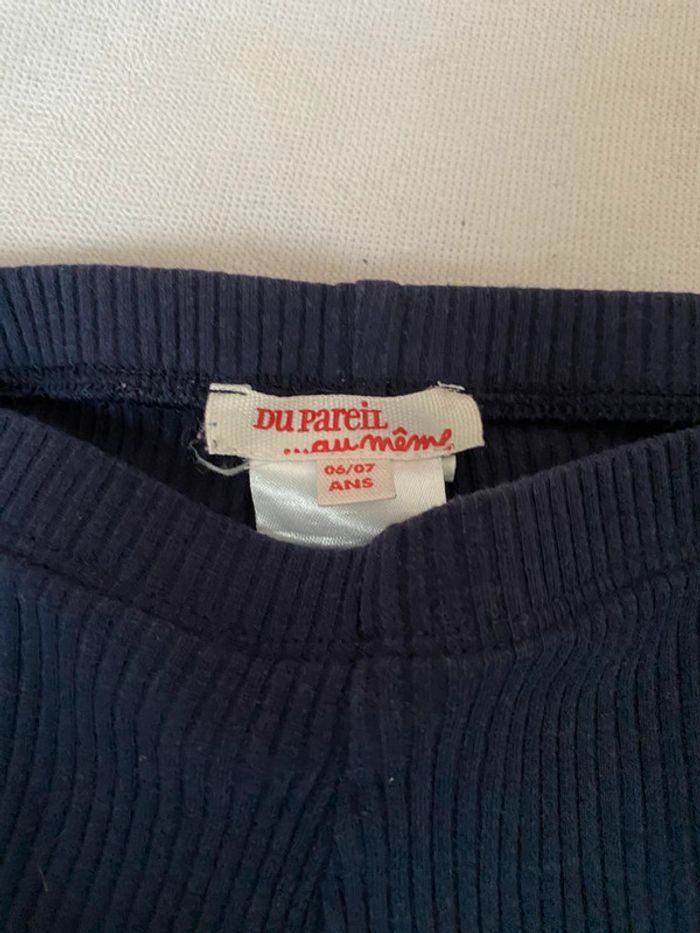 DU PAREIL
...au même
06/07
ANS